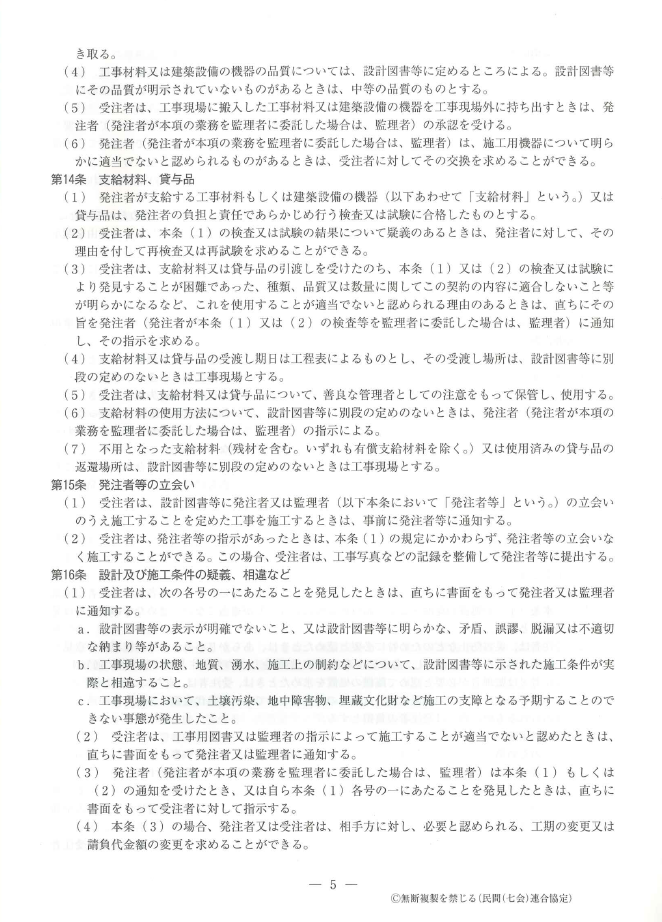 き取る。
(4) 工事材料又は建築設備の機器の品質については、設計図書等に定めるところによる。設計図書等
にその品質が明示されていないものがあるときは、中等の品質のものとする。
(5) 受注者は、工事現場に搬入した工事材料又は建築設備の機器を工事現場外に持ち出すときは、発
注者(発注者が本項の業務を監理者に委託した場合は、監理者)の承認を受ける。
(6) 発注者(発注者が本項の業務を監理者に委託した場合は、監理者)は、施工用機器について明ら
かに適当でないと認められるものがあるときは、受注者に対してその交換を求めることができる。
第14条 支給材料、貸与品
(1) 発注者が支給する工事材料もしくは建築設備の機器(以下あわせて「支給材料」という。)又は
貸与品は、発注者の負担と責任であらかじめ行う検査又は試験に合格したものとする。
(2) 受注者は、本条(1)の検査又は試験の結果について疑義のあるときは、発注者に対して、その
理由を付して再検査又は再試験を求めることができる。
(3) 受注者は、支給材料又は貸与品の引渡しを受けたのち、本条(1)又は(2)の検査又は試験に
より発見することが困難であった、種類、品質又は数量に関してこの契約の内容に適合しないこと等
が明らかになるなど、これを使用することが適当でないと認められる理由のあるときは、直ちにその
旨を発注者(発注者が本条(1)又は(2)の検査等を監理者に委託した場合は、監理者)に通知
し、その指示を求める。
(4) 支給材料又は貸与品の受渡し期日は工程表によるものとし、その受渡し場所は、設計図書等に別
段の定めのないときは工事現場とする。
(5) 受注者は、支給材料又は貸与品について、善良な管理者としての注意をもって保管し、使用する。
(6) 支給材料の使用方法について、設計図書等に別段の定めのないときは、発注者(発注者が本項の
業務を監理者に委託した場合は、監理者)の指示による。
(7) 不用となった支給材料(残材を含む。いずれも有償支給材料を除く。)又は使用済みの貸与品の
返還場所は、設計図書等に別段の定めのないときは工事現場とする。
第15条 発注者等の立会い
(1) 受注者は、設計図書等に発注者又は監理者(以下本条において「発注者等」という。)の立会い
のうえ施工することを定めた工事を施工するときは、事前に発注者等に通知する。
(2) 受注者は、発注者等の指示があったときは、本条(1)の規定にかかわらず、発注者等の立会いな
く施工することができる。この場合、受注者は、工事写真などの記録を整備して発注者等に提出する。
第16条 設計及び施工条件の疑義、相違など
(1) 受注者は、次の各号の一にあたることを発見したときは、直ちに書面をもって発注者又は監理者
に通知する。
a. 設計図書等の表示が明確でないこと、又は設計図書等に明らかな、矛盾、誤謬、脱漏又は不適切
な納まり等があること。
b. 工事現場の状態、地質、湧水、施工上の制約などについて、設計図書等に示された施工条件が実
際と相違すること。
c. 工事現場において、土壌汚染、地中障害物、埋蔵文化財など施工の支障となる予期することので
きない事態が発生したこと。
(2) 受注者は、工事用図書又は監理者の指示によって施工することが適当でないと認めたときは、
直ちに書面をもって発注者又は監理者に通知する。
(3) 発注者(発注者が本項の業務を監理者に委託した場合は、監理者)は本条(1)もしくは
(2)の通知を受けたとき、又は自ら本条(1)各号の一にあたることを発見したときは、直ちに
書面をもって受注者に対して指示する。
(4) 本条(3)の場合、発注者又は受注者は、相手方に対し、必要と認められる、工期の変更又は
請負代金額の変更を求めることができる。
— 5 —
©無断複製を禁じる(民間(七会)連合協定)